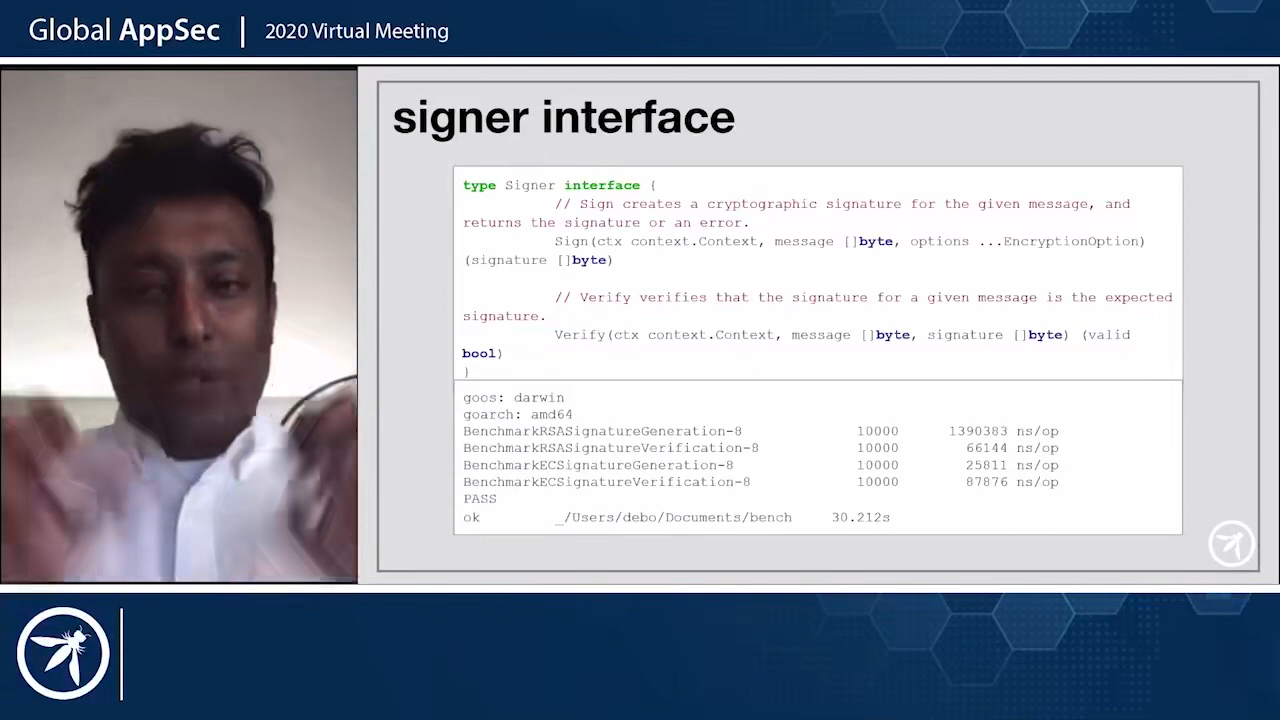 Global AppSec | 2020 Virtual Meeting
signer interface
type Signer interface {
// Sign creates a cryptographic signature for the given message, and
returns the signature or an error.
Sign(ctx context.Context, message []byte, options ...EncryptionOption)
(signature []byte)
// Verify verifies that the signature for a given message is the expected
signature.
Verify(ctx context.Context, message []byte, signature []byte) (valid
bool)
}
goos: darwin
goarch: amd64
BenchmarkRSASignatureGeneration-8 10000 1390383 ns/op
BenchmarkRSASignatureVerification-8 10000 66144 ns/op
BenchmarkECSignatureGeneration-8 10000 25811 ns/op
BenchmarkECSignatureVerification-8 10000 87876 ns/op
PASS
ok _/Users/debo/Documents/bench 30.212s